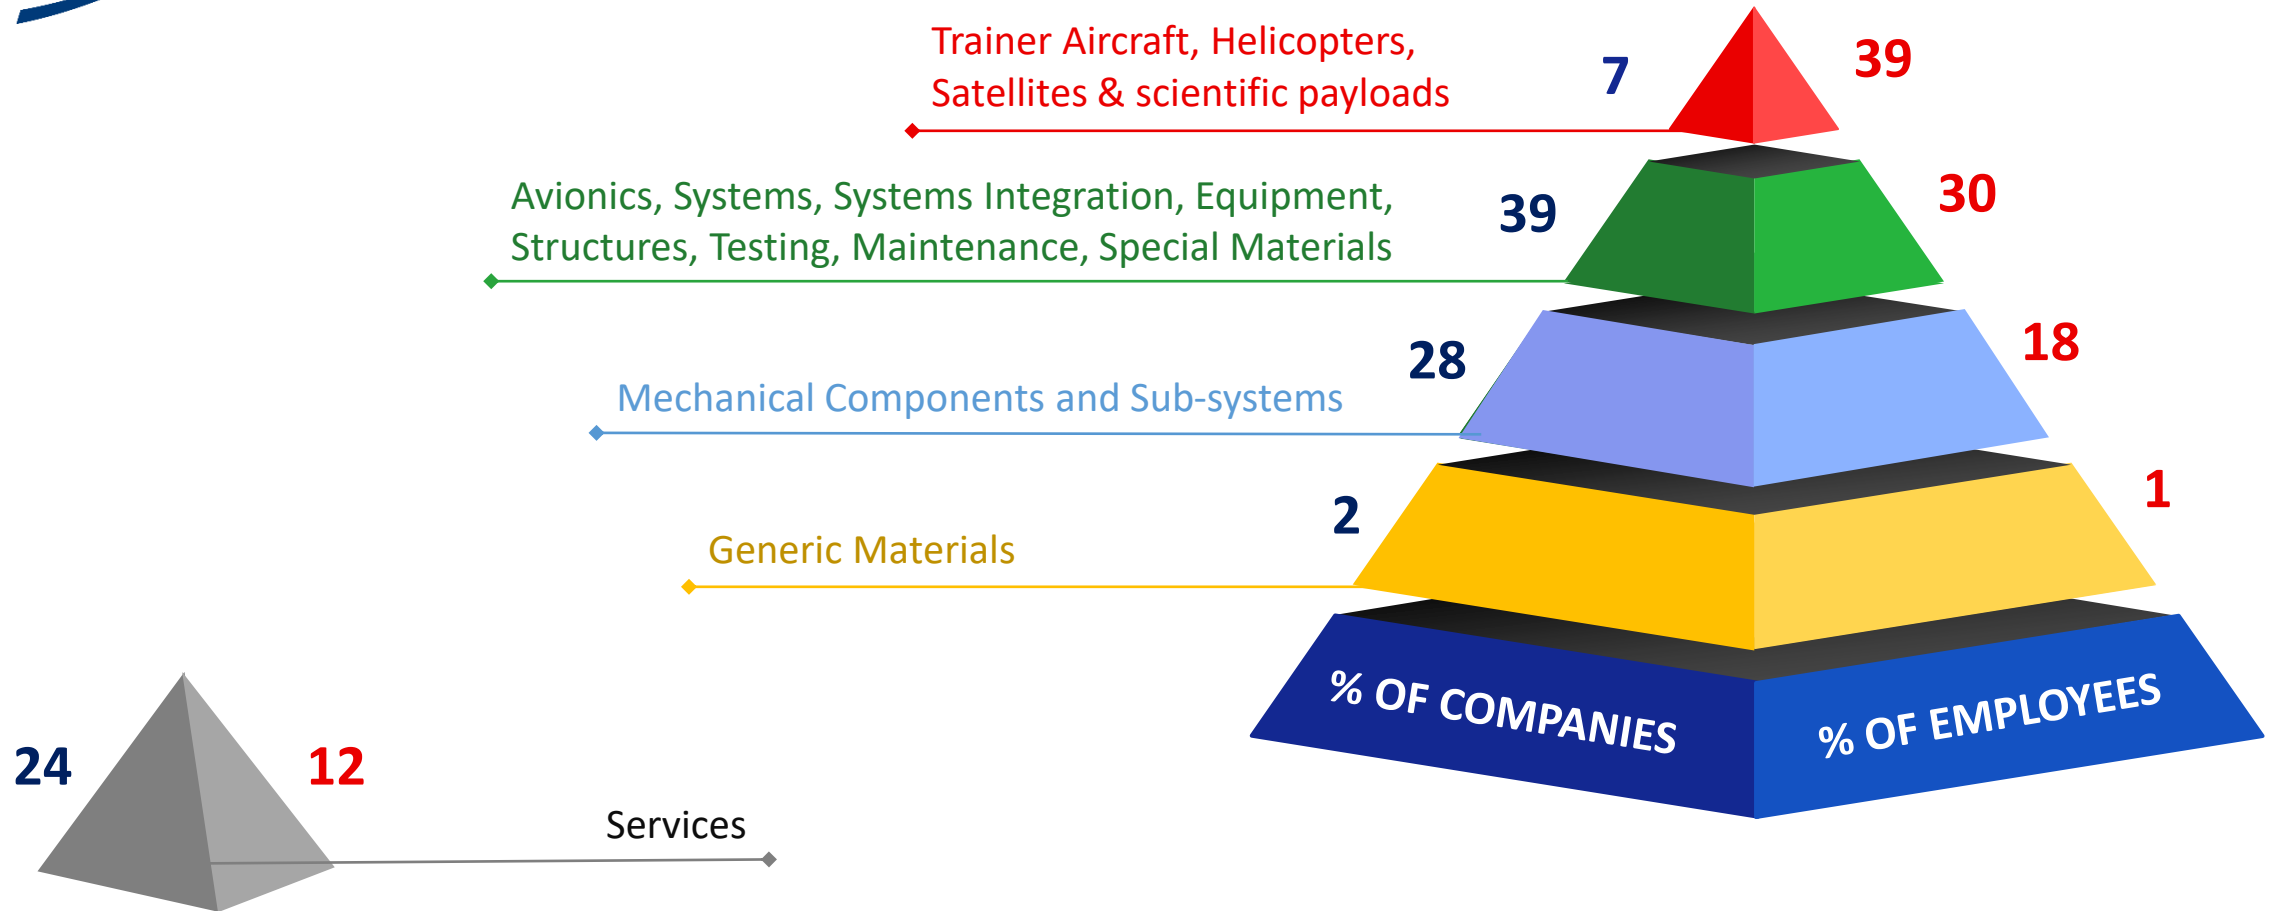 Trainer Aircraft, Helicopters,
Satellites & scientific payloads
7
39
Avionics, Systems, Systems Integration, Equipment,
Structures, Testing, Maintenance, Special Materials
39
30
Mechanical Components and Sub-systems
28
18
Generic Materials
2
1
% OF COMPANIES
% OF EMPLOYEES
24
12
Services